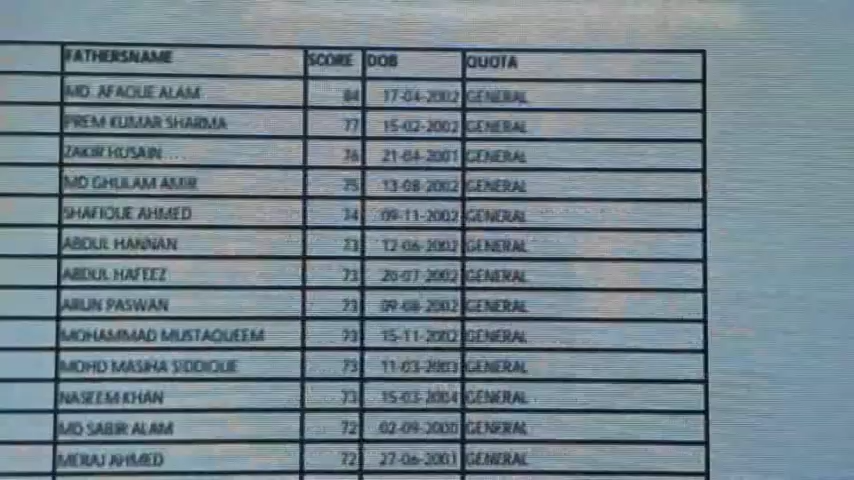 FATHERSNAME SCORE DOB QUOTA
MD. AFAQUE ALAM 84 17-04-2002 GENERAL
PREM KUMAR SHARMA 77 15-02-2002 GENERAL
ZAKIR HUSAIN 76 21-04-2001 GENERAL
MD GHULAM AMIR 75 13-08-2002 GENERAL
SHAFIQUE AHMED 74 09-11-2002 GENERAL
ABDUL HANNAN 73 12-06-2002 GENERAL
ABDUL HAFEEZ 73 20-07-2002 GENERAL
ARUN PASWAN 73 09-08-2002 GENERAL
MOHAMMAD MUSTAQUEEM 73 15-11-2002 GENERAL
MOHD MASIHA SIDDIQUE 73 11-03-2003 GENERAL
NASEEM KHAN 73 15-03-2004 GENERAL
MD SABIR ALAM 72 02-09-2000 GENERAL
MERAJ AHMED 72 27-06-2001 GENERAL